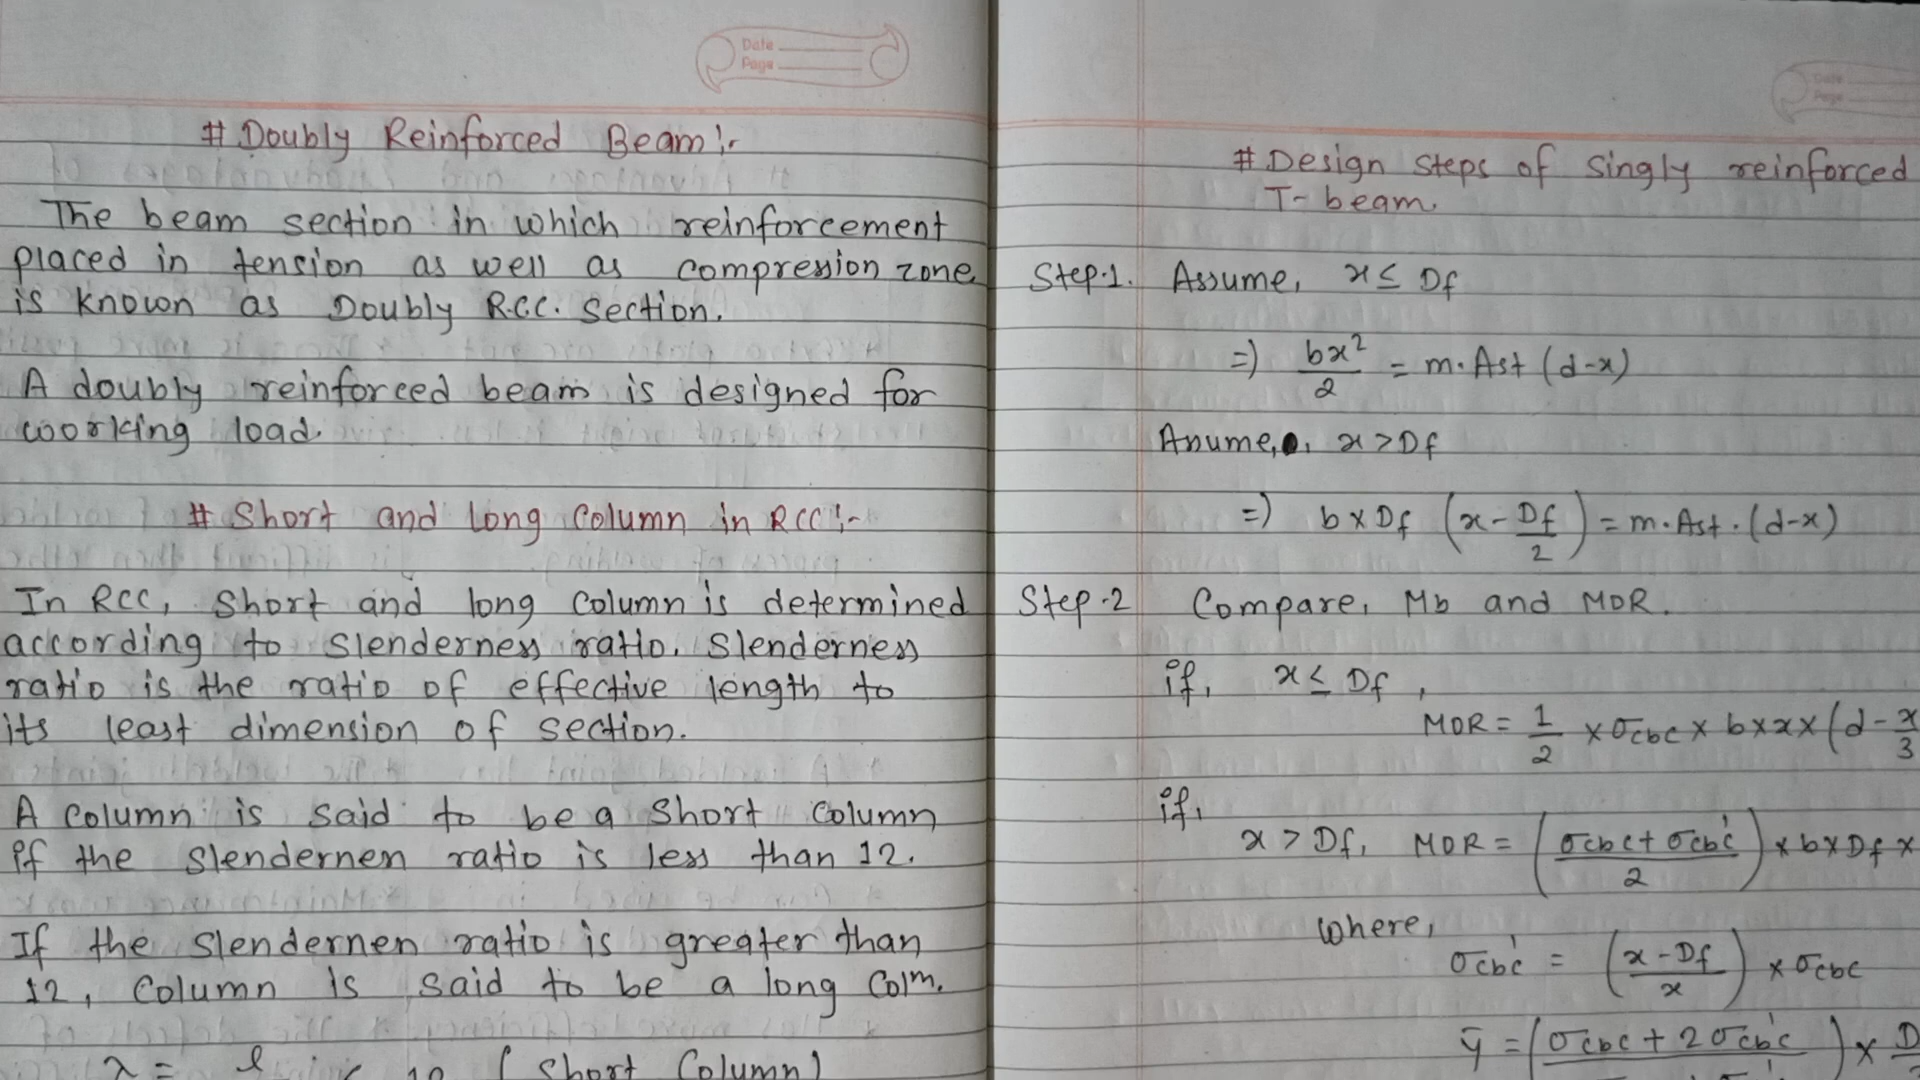 Date
Page
# Doubly Reinforced Beam:-
The beam section in which reinforcement
placed in tension as well as compression zone
is known as Doubly R.C.C. section.
A doubly reinforced beam is designed for
woorking load.
# Short and long Column in RCC:-
In RCC, Short and long Column is determined
according to Slenderness ratio. Slenderness
ratio is the ratio of effective length to
its least dimension of section.
A Column is said to be a Short Column
if the Slenderness ratio is less than 12.
If the Slenderness ratio is greater than
12, Column is said to be a long Colm.
λ = (Short Column)
Date
Page
# Design Steps of Singly reinforced
T-beam.
Step-1. Assume, x ≤ Df
=) bx²/2 = m.Ast (d-x)
Assume, x > Df
=) b x Df (x - Df/2) = m.Ast.(d-x)
Step-2 Compare, Mb and MOR.
if, x ≤ Df,
MOR = 1/2 x σcbc x b x x x (d - x/3
if,
x > Df, MOR = (σcbc + σcbc'/2) x b x Df x
where,
σcbc' = (x - Df/x) x σcbc
ȳ = (σcbc + 2σcbc') x D